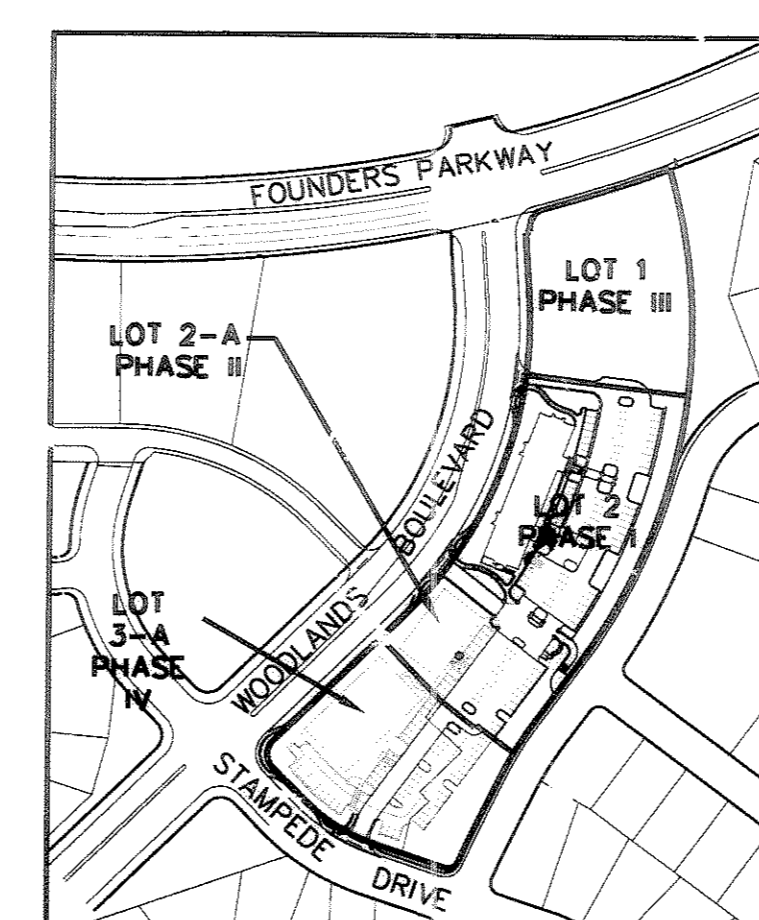 FOUNDERS PARKWAY
LOT 1
PHASE III
LOT 2-A
PHASE II
WOODLANDS BOULEVARD
LOT 2
PHASE I
LOT
3-A
PHASE
IV
STAMPEDE DRIVE